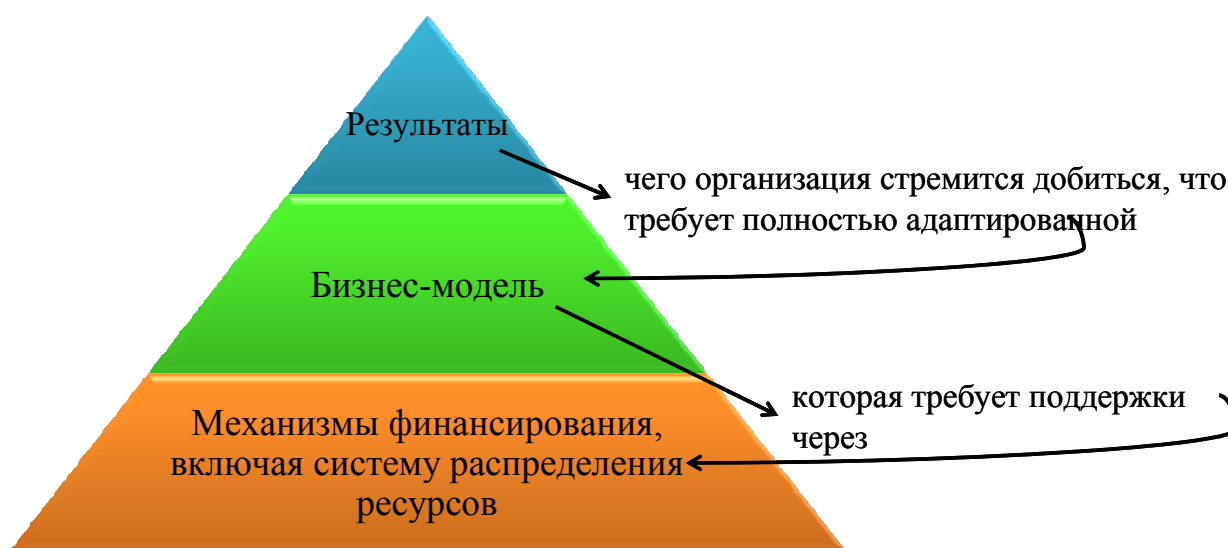 Результаты
чего организация стремится добиться, что
требует полностью адаптированной
Бизнес-модель
которая требует поддержки
через
Механизмы финансирования,
включая систему распределения
ресурсов